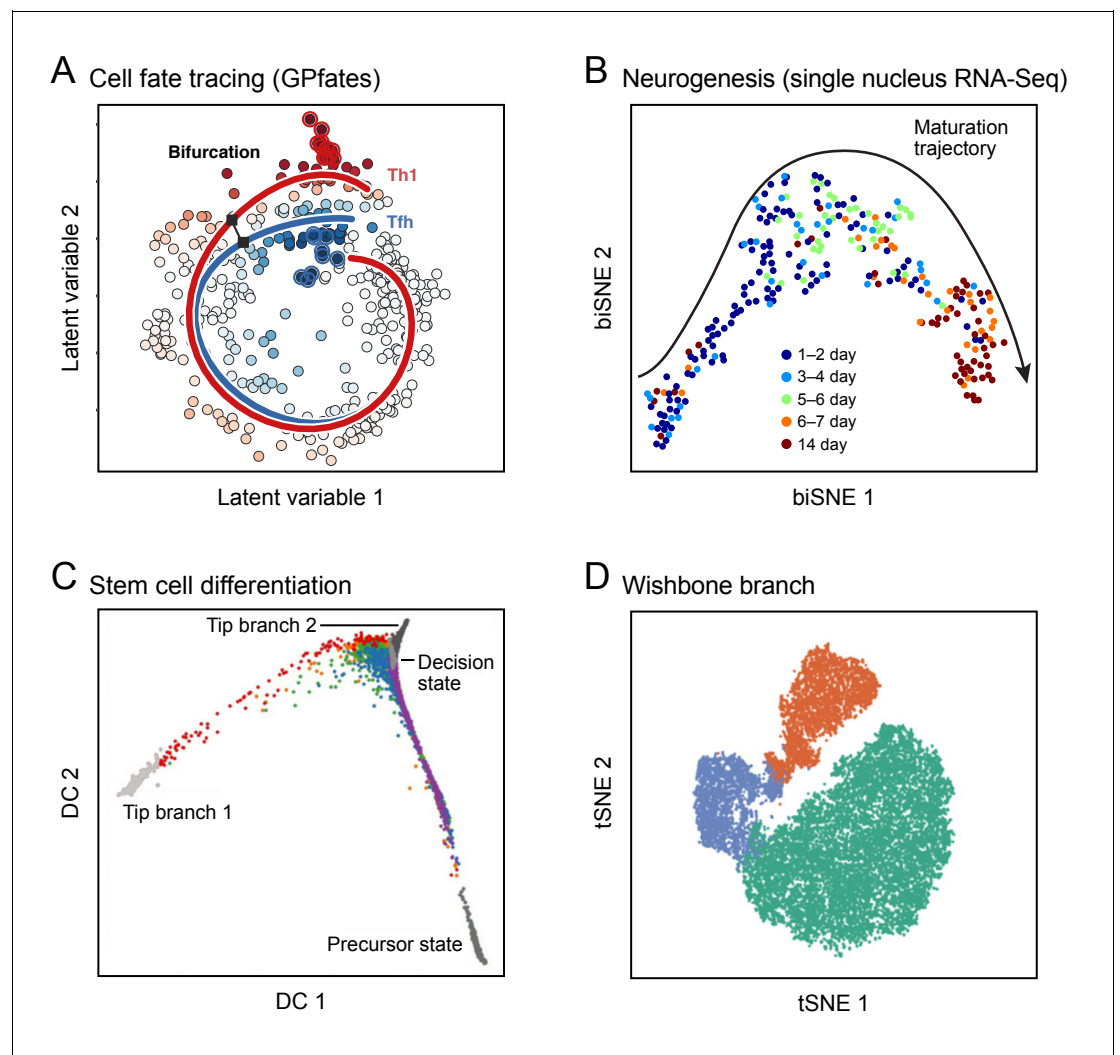 A Cell fate tracing (GPfates)
Bifurcation
Th1
Tfh
Latent variable 2
Latent variable 1
B Neurogenesis (single nucleus RNA-Seq)
Maturation
trajectory
biSNE 2
1–2 day
3–4 day
5–6 day
6–7 day
14 day
biSNE 1
C Stem cell differentiation
Tip branch 2
Decision
state
DC 2
Tip branch 1
Precursor state
DC 1
D Wishbone branch
tSNE 2
tSNE 1